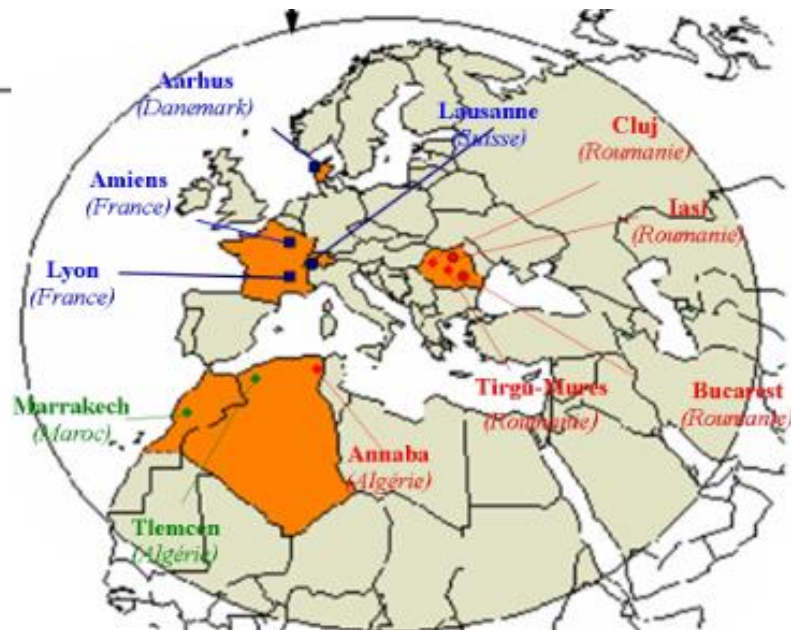 Aarhus
(Danemark)
Lausanne
(Suisse)
Cluj
(Roumanie)
Amiens
(France)
Iasi
(Roumanie)
Lyon
(France)
Tirgu-Mures
(Roumanie)
Bucarest
(Roumanie)
Marrakech
(Maroc)
Annaba
(Algérie)
Tlemcen
(Algérie)